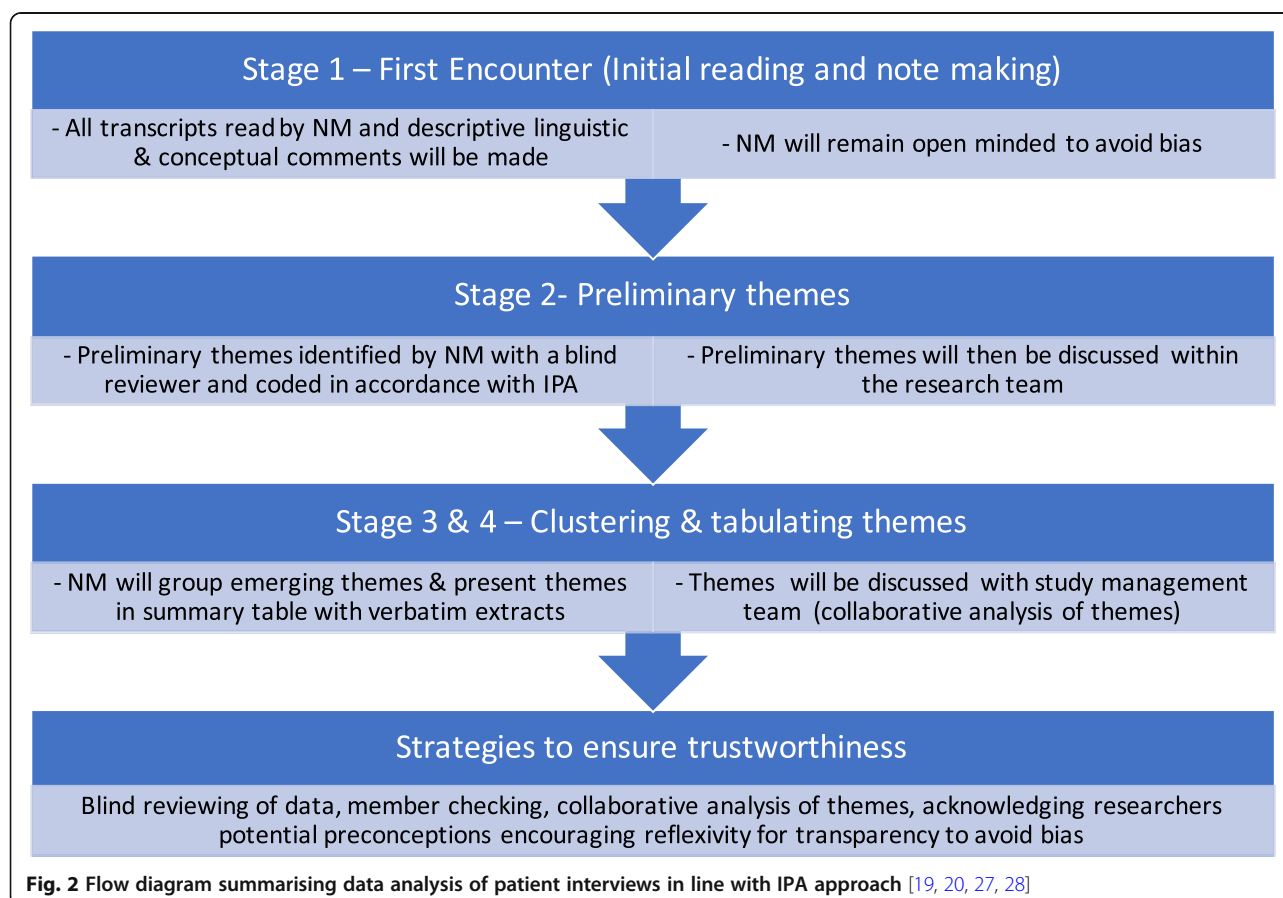 Stage 1 – First Encounter (Initial reading and note making)
- All transcripts read by NM and descriptive linguistic
& conceptual comments will be made
- NM will remain open minded to avoid bias
Stage 2- Preliminary themes
- Preliminary themes identified by NM with a blind
reviewer and coded in accordance with IPA
- Preliminary themes will then be discussed within
the research team
Stage 3 & 4 – Clustering & tabulating themes
- NM will group emerging themes & present themes
in summary table with verbatim extracts
- Themes will be discussed with study management
team (collaborative analysis of themes)
Strategies to ensure trustworthiness
Blind reviewing of data, member checking, collaborative analysis of themes, acknowledging researchers
potential preconceptions encouraging reflexivity for transparency to avoid bias
Fig. 2 Flow diagram summarising data analysis of patient interviews in line with IPA approach [19, 20, 27, 28]